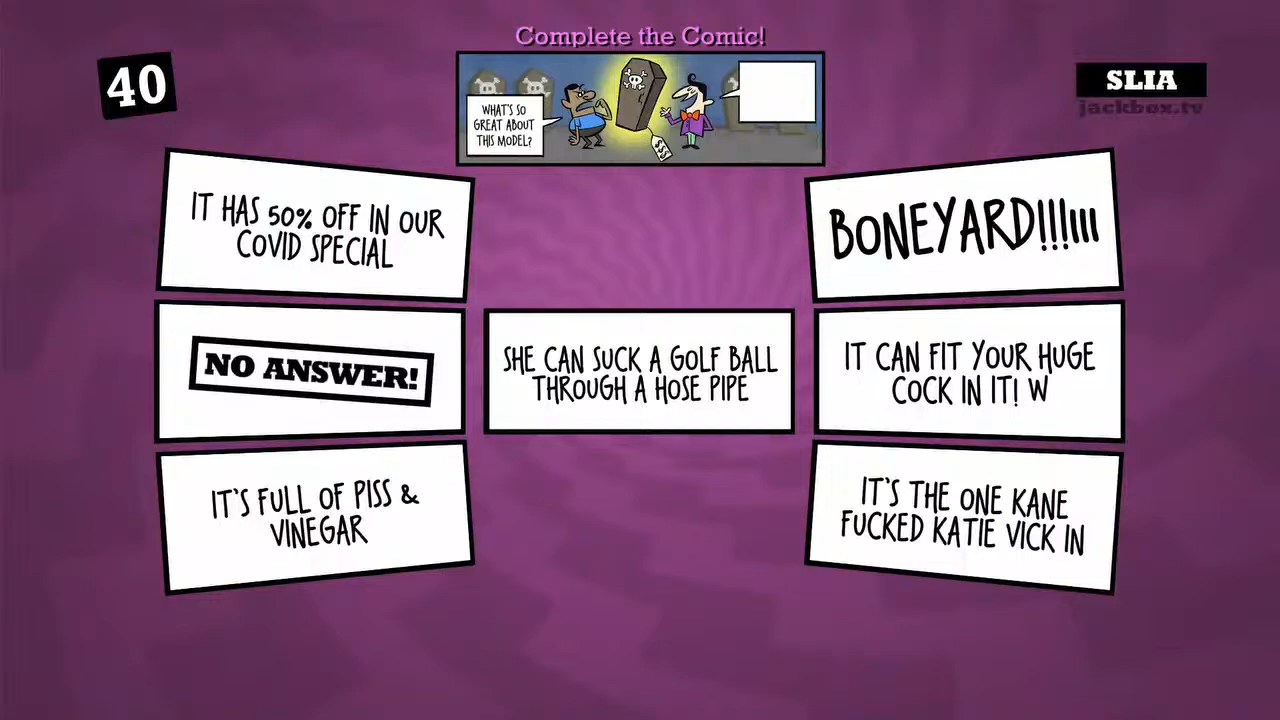 Complete the Comic!
40
WHAT'S SO
GREAT ABOUT
THIS MODEL?
$$$
SLIA
jackbox.tv
IT HAS 50% OFF IN OUR
COVID SPECIAL
NO ANSWER!
IT'S FULL OF PISS &
VINEGAR
SHE CAN SUCK A GOLF BALL
THROUGH A HOSE PIPE
BONEYARD!!!111
IT CAN FIT YOUR HUGE
COCK IN IT! W
IT'S THE ONE KANE
FUCKED KATIE VICK IN